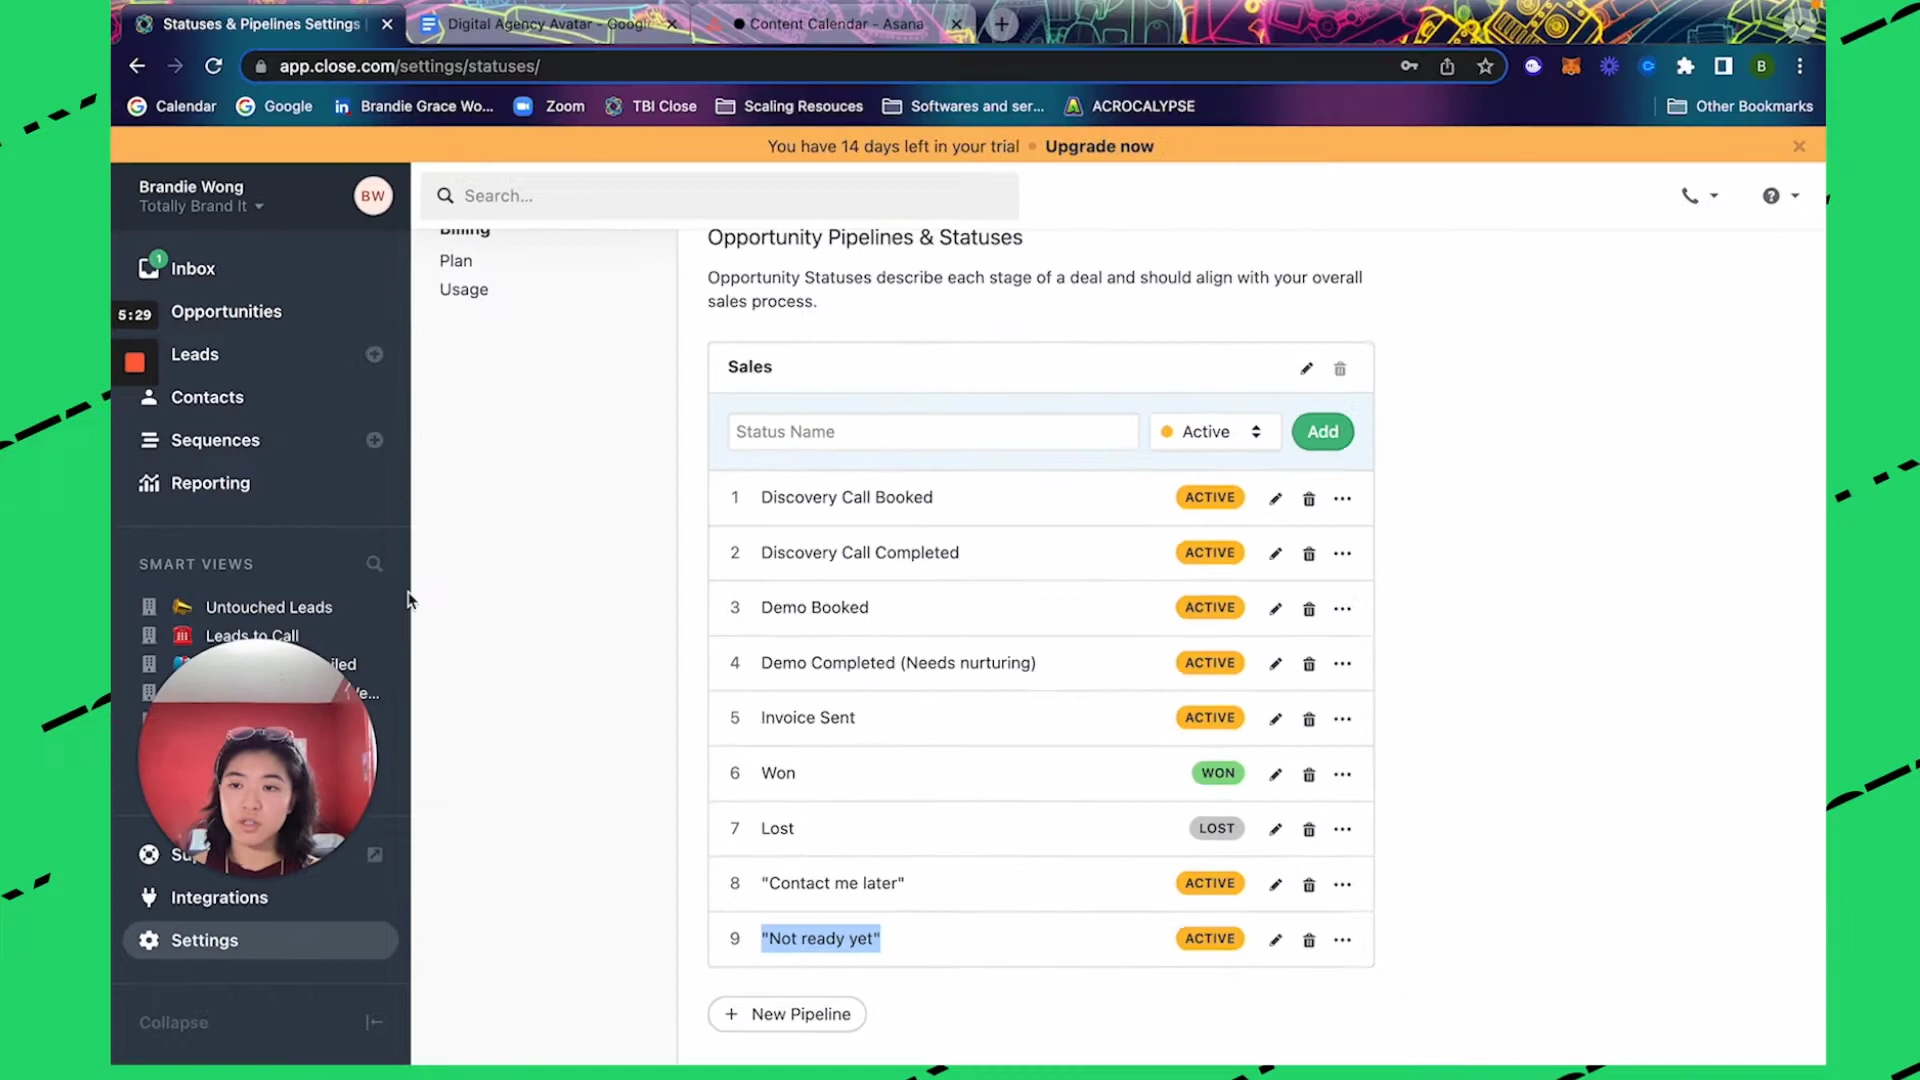 Statuses & Pipelines Settings
Digital Agency Avatar - Googl
Content Calendar - Asana
app.close.com/settings/statuses/
B
Calendar
Google
in Brandie Grace Wo...
Zoom
TBI Close
Scaling Resouces
Softwares and ser...
ACROCALYPSE
Other Bookmarks
You have 14 days left in your trial • Upgrade now
Brandie Wong
Totally Brand It
BW
Search...
1
Inbox
Opportunities
5:29
Leads
Contacts
Sequences
Reporting
SMART VIEWS
Untouched Leads
Leads to Call
iled
Integrations
Settings
Collapse
Billing
Plan
Usage
Opportunity Pipelines & Statuses
Opportunity Statuses describe each stage of a deal and should align with your overall
sales process.
Sales
Status Name
Active
Add
1 Discovery Call Booked ACTIVE
2 Discovery Call Completed ACTIVE
3 Demo Booked ACTIVE
4 Demo Completed (Needs nurturing) ACTIVE
5 Invoice Sent ACTIVE
6 Won WON
7 Lost LOST
8 "Contact me later" ACTIVE
9 "Not ready yet" ACTIVE
+ New Pipeline